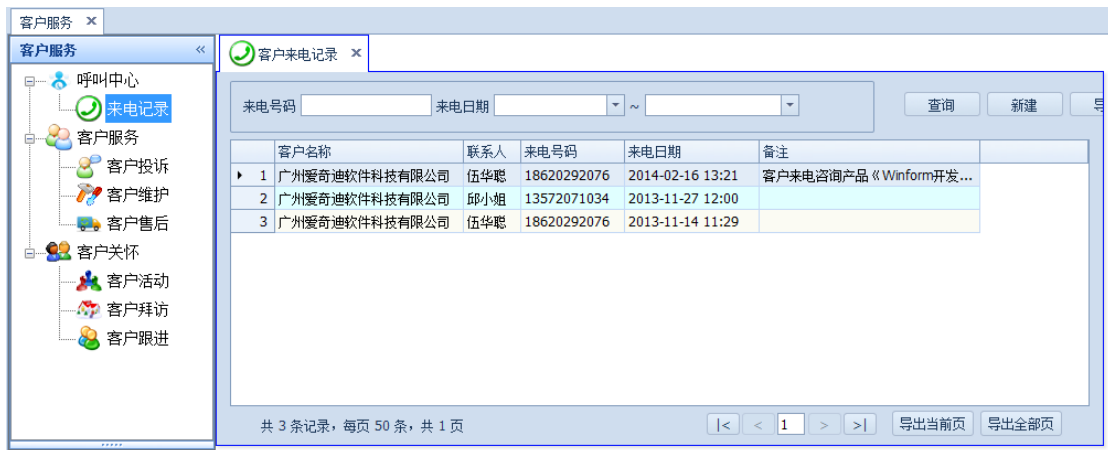 客户服务
客户服务
呼叫中心
来电记录
客户服务
客户投诉
客户维护
客户售后
客户关怀
客户活动
客户拜访
客户跟进
客户来电记录
来电号码 来电日期 ~ 查询 新建 导
客户名称 联系人 来电号码 来电日期 备注
1 广州爱奇迪软件科技有限公司 伍华聪 18620292076 2014-02-16 13:21 客户来电咨询产品《Winform开发...
2 广州爱奇迪软件科技有限公司 邱小姐 13572071034 2013-11-27 12:00
3 广州爱奇迪软件科技有限公司 伍华聪 18620292076 2013-11-14 11:29
共 3 条记录，每页 50 条，共 1 页 |< < 1 > >| 导出当前页 导出全部页